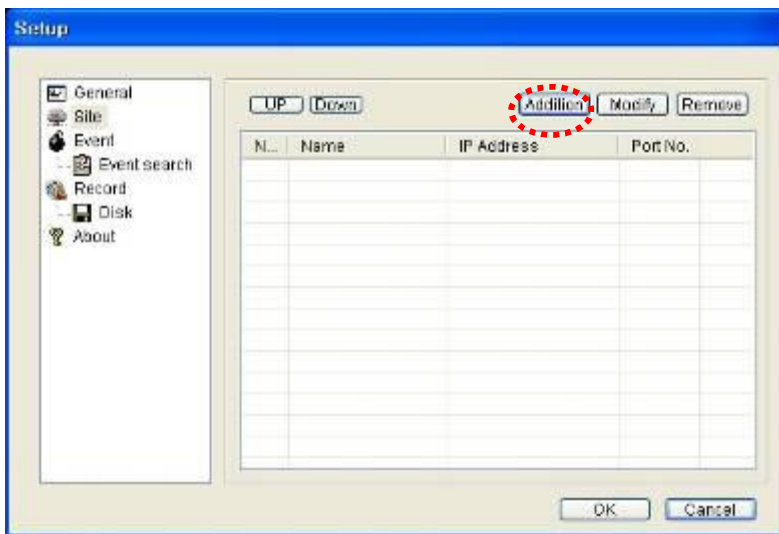 Setup
General
Site
Event
Event search
Record
Disk
About
UP Down Addition Modify Remove
N... Name IP Address Port No.
OK Cancel